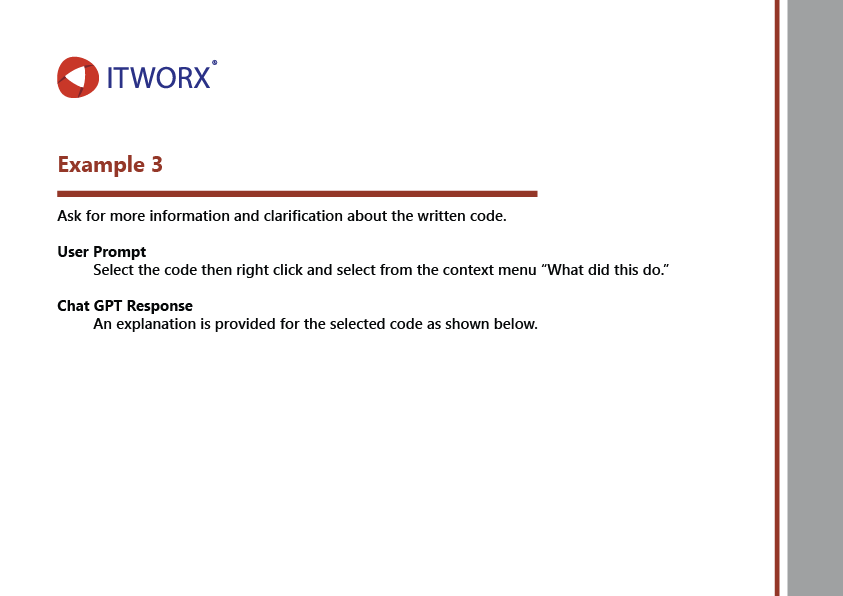 ITWORX®
Example 3
Ask for more information and clarification about the written code.
User Prompt
Select the code then right click and select from the context menu “What did this do.”
Chat GPT Response
An explanation is provided for the selected code as shown below.